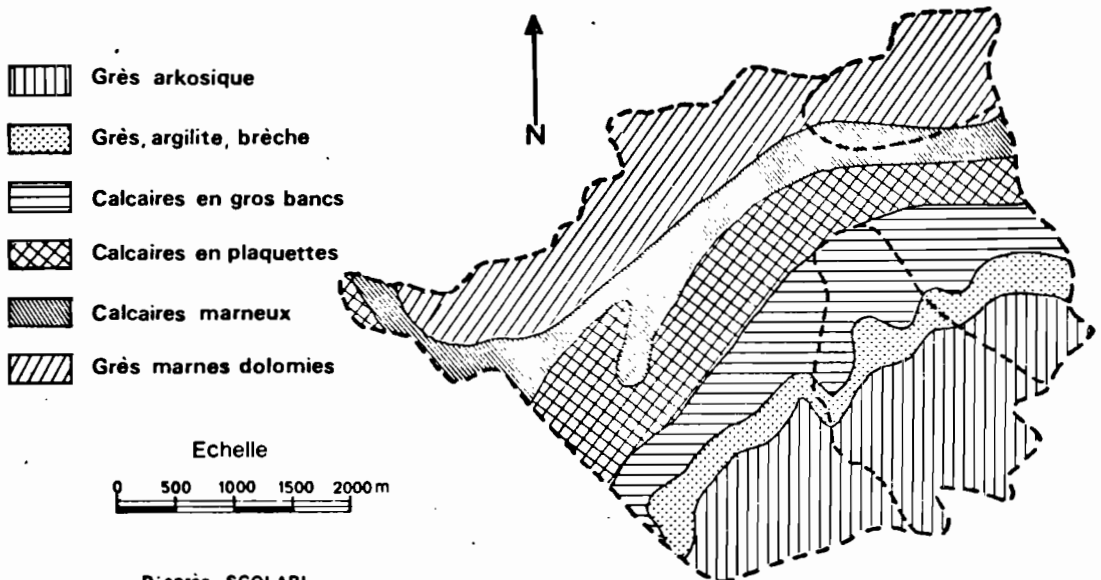 Grès arkosique
Grès, argilite, brèche
Calcaires en gros bancs
Calcaires en plaquettes
Calcaires marneux
Grès marnes dolomies
N
Echelle
0 500 1000 1500 2000 m
SCOLARI